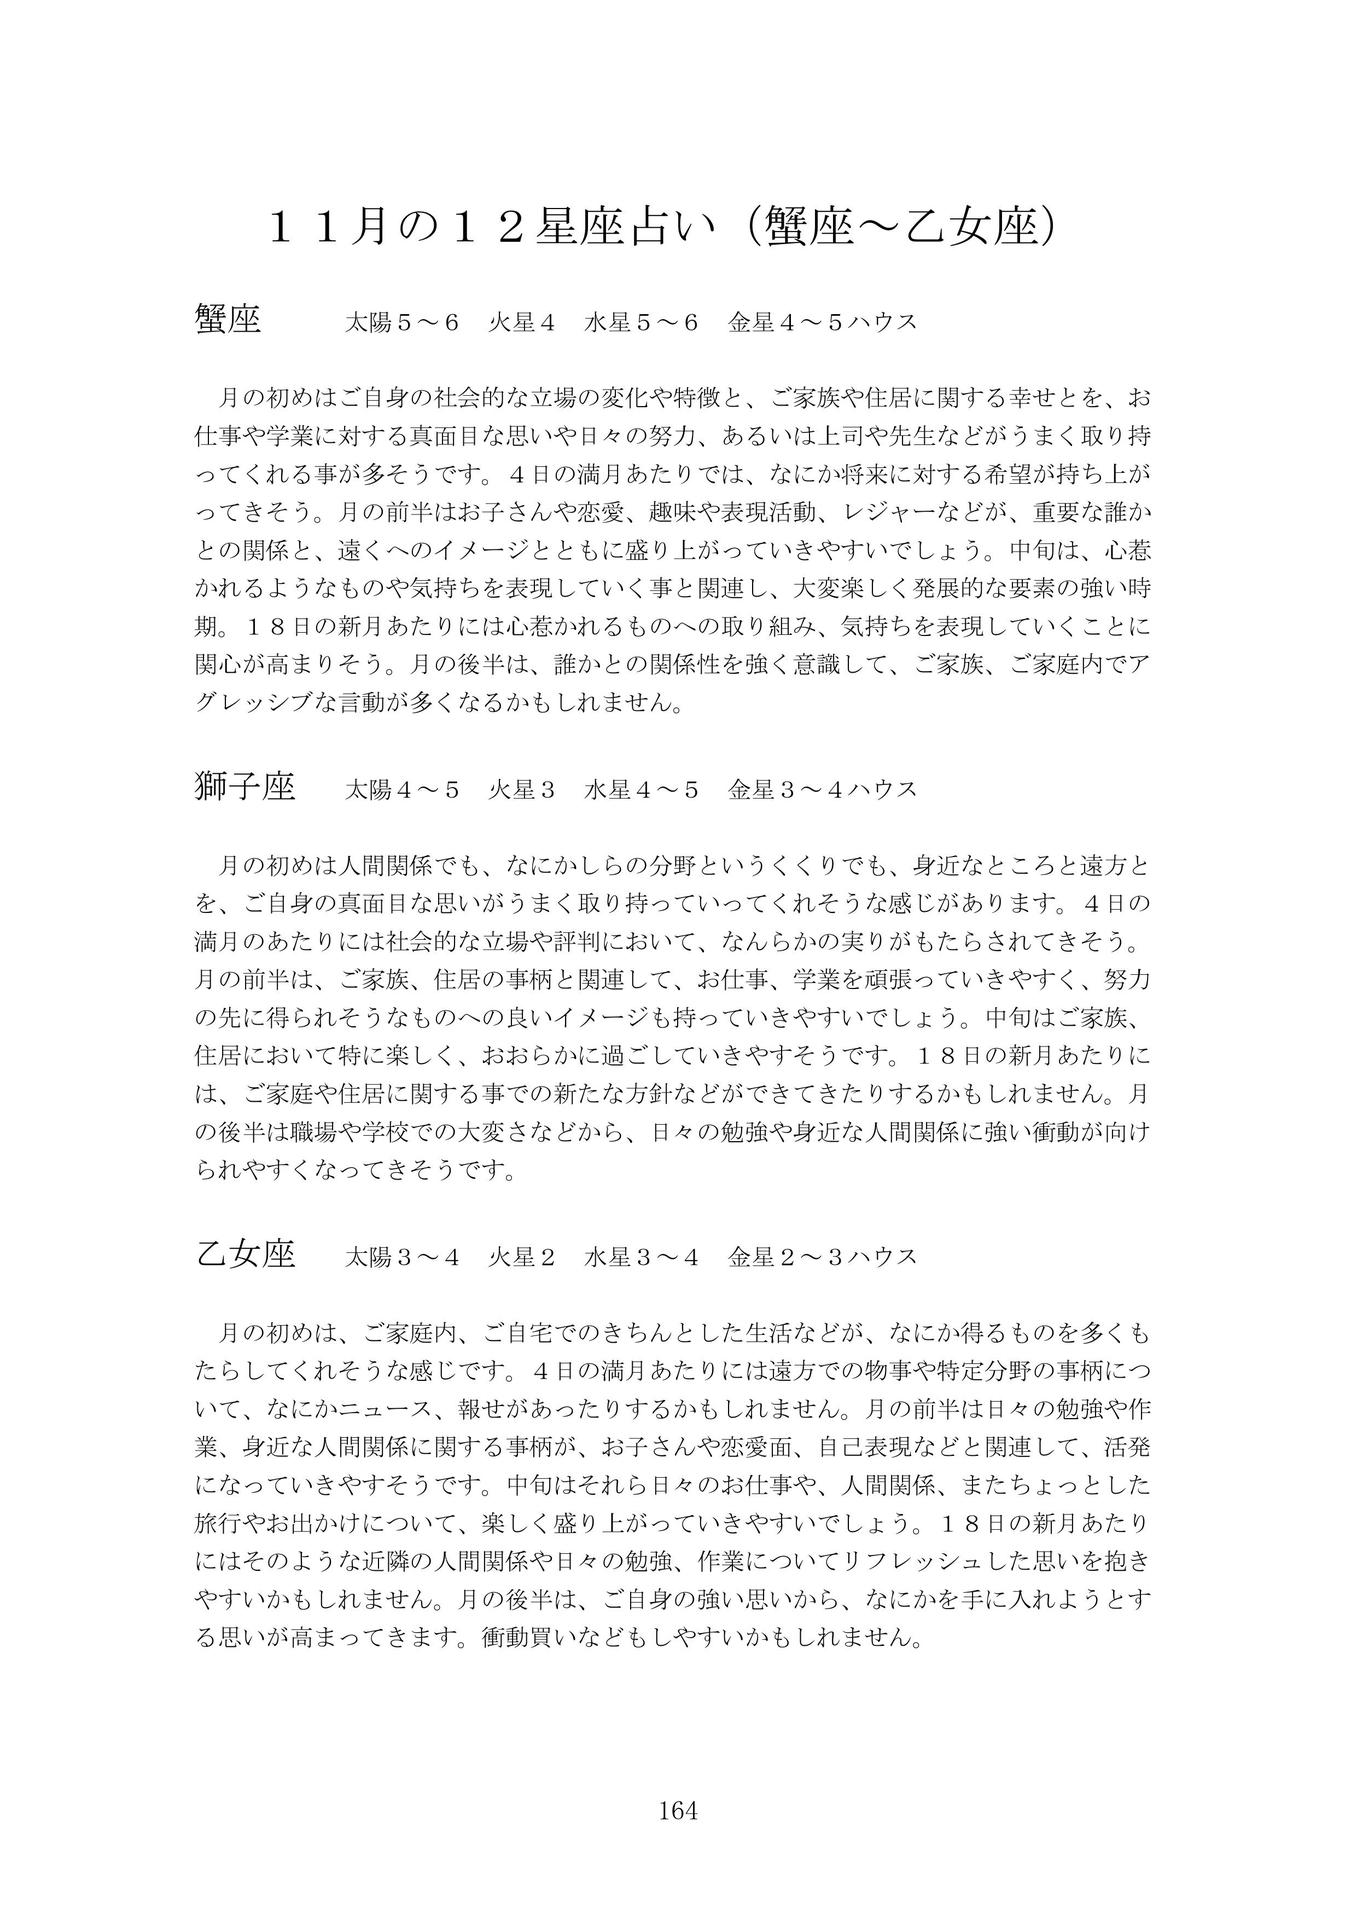 １１月の１２星座占い（蟹座～乙女座）
蟹座　　太陽５～６　火星４　水星５～６　金星４～５ハウス
　月の初めはご自身の社会的な立場の変化や特徴と、ご家族や住居に関する幸せとを、お
仕事や学業に対する真面目な思いや日々の努力、あるいは上司や先生などがうまく取り持
ってくれる事が多そうです。４日の満月あたりでは、なにか将来に対する希望が持ち上が
ってきそう。月の前半はお子さんや恋愛、趣味や表現活動、レジャーなどが、重要な誰か
との関係と、遠くへのイメージとともに盛り上がっていきやすいでしょう。中旬は、心惹
かれるようなものや気持ちを表現していく事と関連し、大変楽しく発展的な要素の強い時
期。１８日の新月あたりには心惹かれるものへの取り組み、気持ちを表現していくことに
関心が高まりそう。月の後半は、誰かとの関係性を強く意識して、ご家族、ご家庭内でア
グレッシブな言動が多くなるかもしれません。
獅子座　　太陽４～５　火星３　水星４～５　金星３～４ハウス
　月の初めは人間関係でも、なにかしらの分野というくくりでも、身近なところと遠方と
を、ご自身の真面目な思いがうまく取り持っていってくれそうな感じがあります。４日の
満月のあたりには社会的な立場や評判において、なんらかの実りがもたらされてきそう。
月の前半は、ご家族、住居の事柄と関連して、お仕事、学業を頑張っていきやすく、努力
の先に得られそうなものへの良いイメージも持っていきやすいでしょう。中旬はご家族、
住居において特に楽しく、おおらかに過ごしていきやすそうです。１８日の新月あたりに
は、ご家庭や住居に関する事での新たな方針などができてきたりするかもしれません。月
の後半は職場や学校での大変さなどから、日々の勉強や身近な人間関係に強い衝動が向け
られやすくなってきそうです。
乙女座　　太陽３～４　火星２　水星３～４　金星２～３ハウス
　月の初めは、ご家庭内、ご自宅でのきちんとした生活などが、なにか得るものを多くも
たらしてくれそうな感じです。４日の満月あたりには遠方での物事や特定分野の事柄につ
いて、なにかニュース、報せがあったりするかもしれません。月の前半は日々の勉強や作
業、身近な人間関係に関する事柄が、お子さんや恋愛面、自己表現などと関連して、活発
になっていきやすそうです。中旬はそれら日々のお仕事や、人間関係、またちょっとした
旅行やお出かけについて、楽しく盛り上がっていきやすいでしょう。１８日の新月あたり
にはそのような近隣の人間関係や日々の勉強、作業についてリフレッシュした思いを抱き
やすいかもしれません。月の後半は、ご自身の強い思いから、なにかを手に入れようとす
る思いが高まってきます。衝動買いなどもしやすいかもしれません。
164